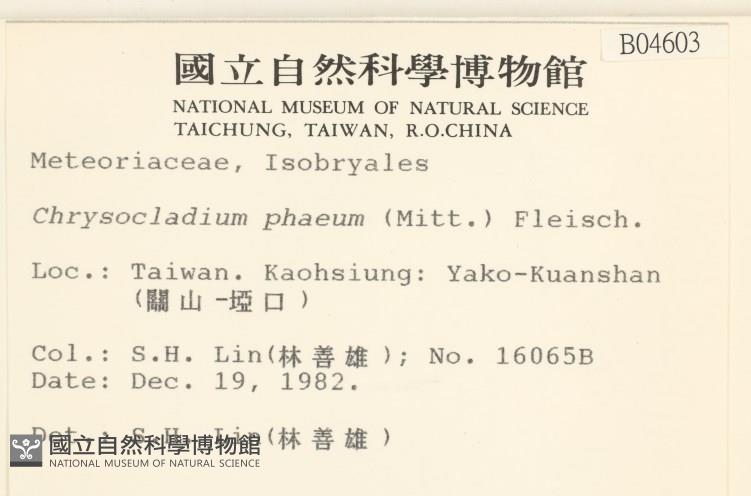 B04603
國立自然科學博物館
NATIONAL MUSEUM OF NATURAL SCIENCE
TAICHUNG, TAIWAN, R.O.CHINA
Meteoriaceae, Isobryales
Chrysocladium phaeum (Mitt.) Fleisch.
Loc.: Taiwan. Kaohsiung: Yako-Kuanshan
(關山-埡口)
Col.: S.H. Lin(林善雄); No. 16065B
Date: Dec. 19, 1982.
Det.: S.H. Lin(林善雄)
國立自然科學博物館
NATIONAL MUSEUM OF NATURAL SCIENCE